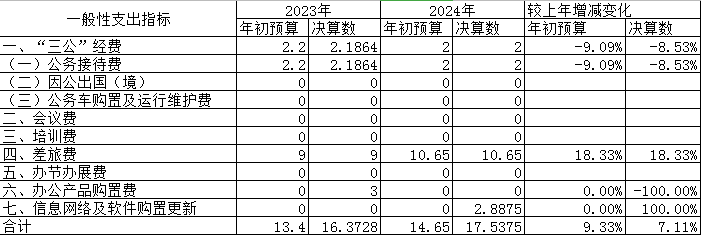 一般性支出指标 2023年 2024年 较上年增减变化
年初预算 决算数 年初预算 决算数 年初预算 决算数
一、“三公”经费 2.2 2.1864 2 2 -9.09% -8.53%
（一）公务接待费 2.2 2.1864 2 2 -9.09% -8.53%
（二）因公出国（境） 0 0 0 0
（三）公务车购置及运行维护费 0 0 0 0
二、会议费 0 0 0 0
三、培训费 0 0 0 0
四、差旅费 9 9 10.65 10.65 18.33% 18.33%
五、办节办展费 0 0 0 0
六、办公产品购置费 0 3 0 0 0.00% -100.00%
七、信息网络及软件购置更新 0 0 0 2.8875 0.00% 100.00%
合计 13.4 16.3728 14.65 17.5375 9.33% 7.11%